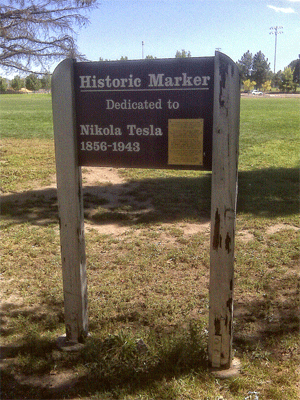 Historic Marker
Dedicated to
Nikola Tesla
1856-1943